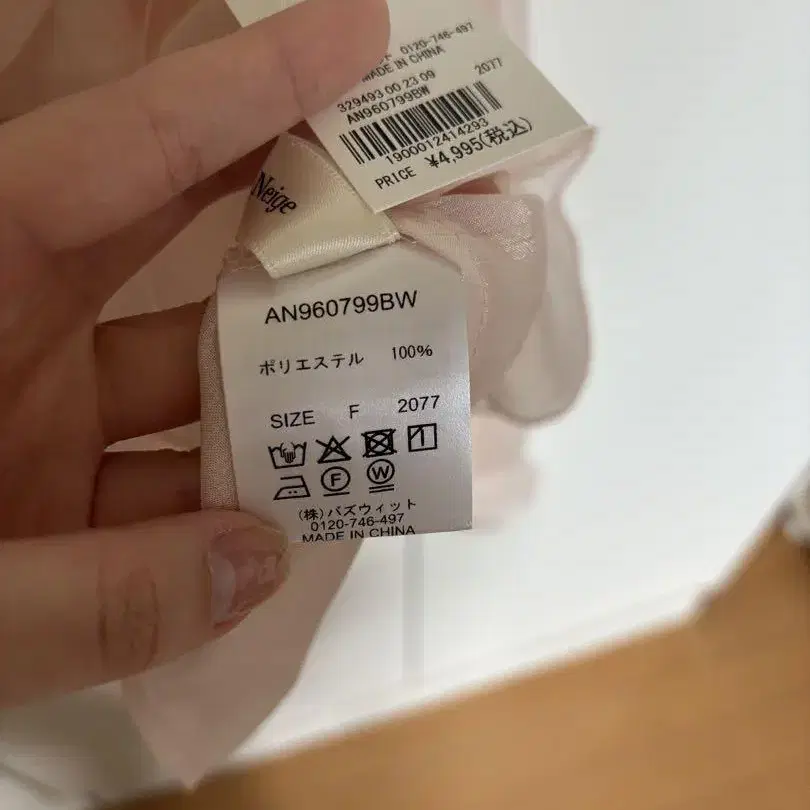 0120-746-497
MADE IN CHINA
329493 00 23 09 2077
AN960799BW
1900012414293
PRICE ¥4,995(税込)
Neige
AN960799BW
ポリエステル 100%
SIZE F 2077
F W
(株)バズウィット
0120-746-497
MADE IN CHINA